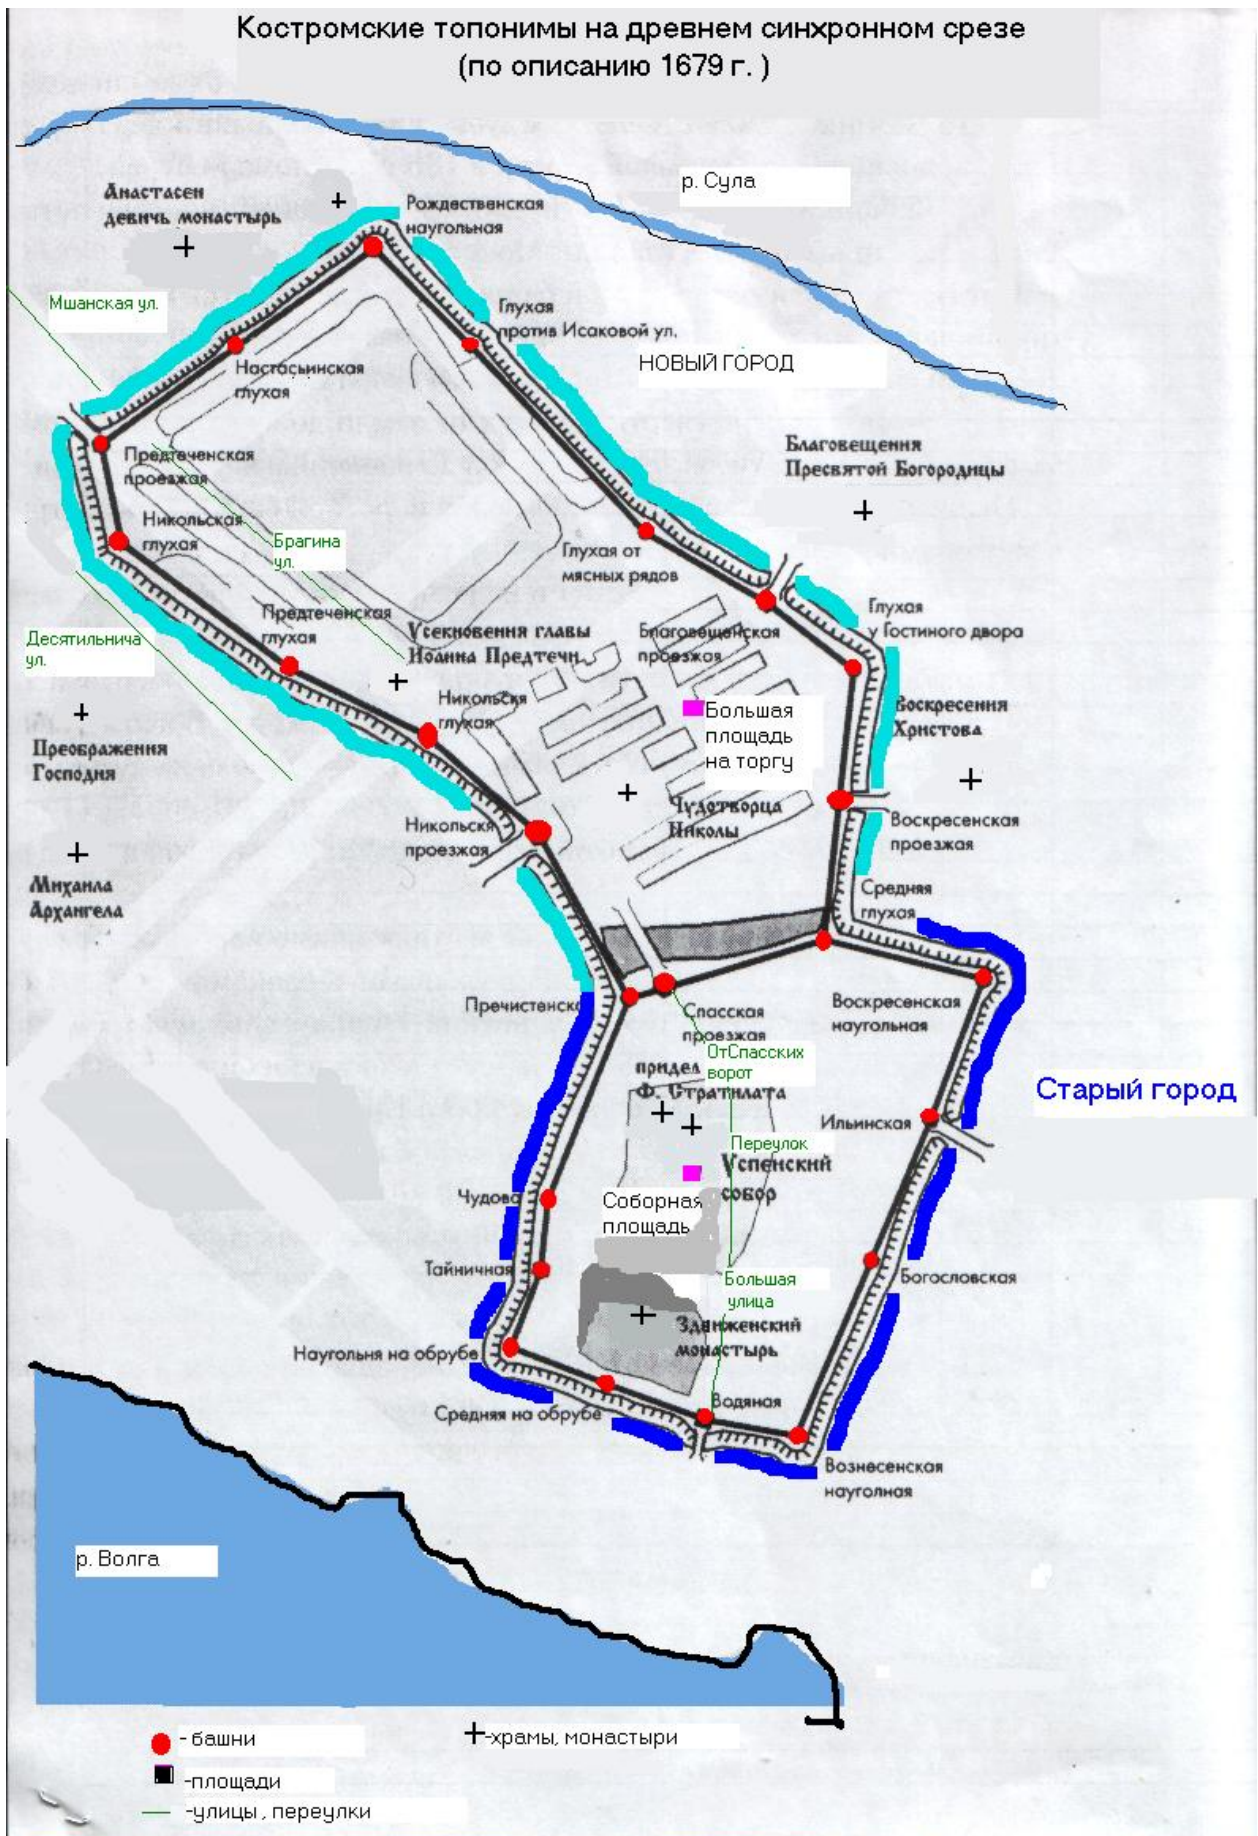 Костромские топонимы на древнем синхронном срезе
(по описанию 1679 г. )
р. Сула
Анастасеи
девичь монастырь
Рождественская
наугольная
Мшанская ул.
Глухая
против Исаковой ул.
НОВЫЙ ГОРОД
Настасьинская
глухая
Благовещения
Пресвятой Богородицы
Предтеченская
проезжая
Никольская
глухая
Брагина
ул.
Глухая от
мясных рядов
Глухая
у Гостиного двора
Предтеченская
глухая
Усекновения главы
Иоанна Предтечи
Благовещенская
проезжая
Десятильнича
ул.
Никольскя
глухая
Большая
площадь
на торгу
Воскресения
Христова
Преображения
Господня
Чудотворца
Николы
Никольскя
проезжая
Воскресенская
проезжая
Михаила
Архангела
Средняя
глухая
Пречистенск
Спасская
проезжая
Воскресенская
наугольная
ОтСпасских
ворот
придел
Ф. Стратилата
Старый город
Ильинская
Переулок
Успенский
собор
Чудова
Соборная
площадь
Тайничная
Большая
улица
Богословская
Здвиженский
монастырь
Наугольня на обрубе
Водяная
Средняя на обрубе
Вознесенская
науголная
р. Волга
- башни
-храмы, монастыри
-площади
-улицы , переулки